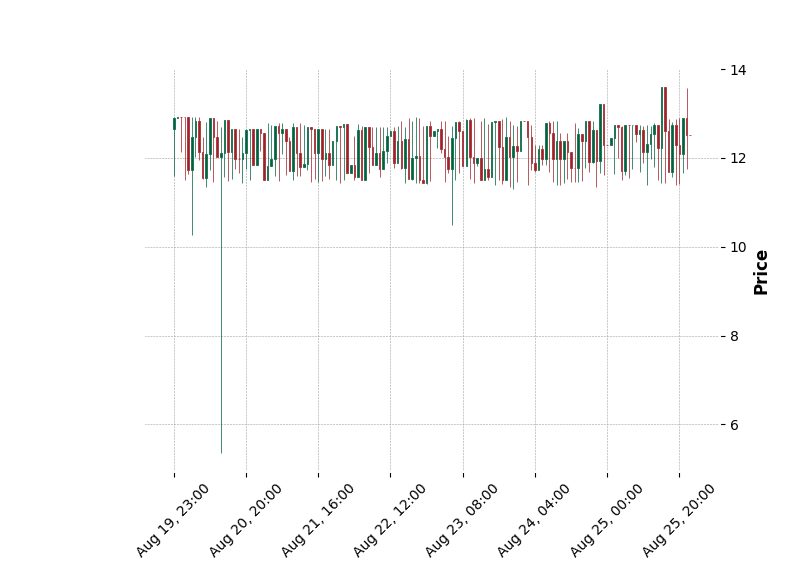 14
12
10
8
6
Price
Aug 19, 23:00
Aug 20, 20:00
Aug 21, 16:00
Aug 22, 12:00
Aug 23, 08:00
Aug 24, 04:00
Aug 25, 00:00
Aug 25, 20:00